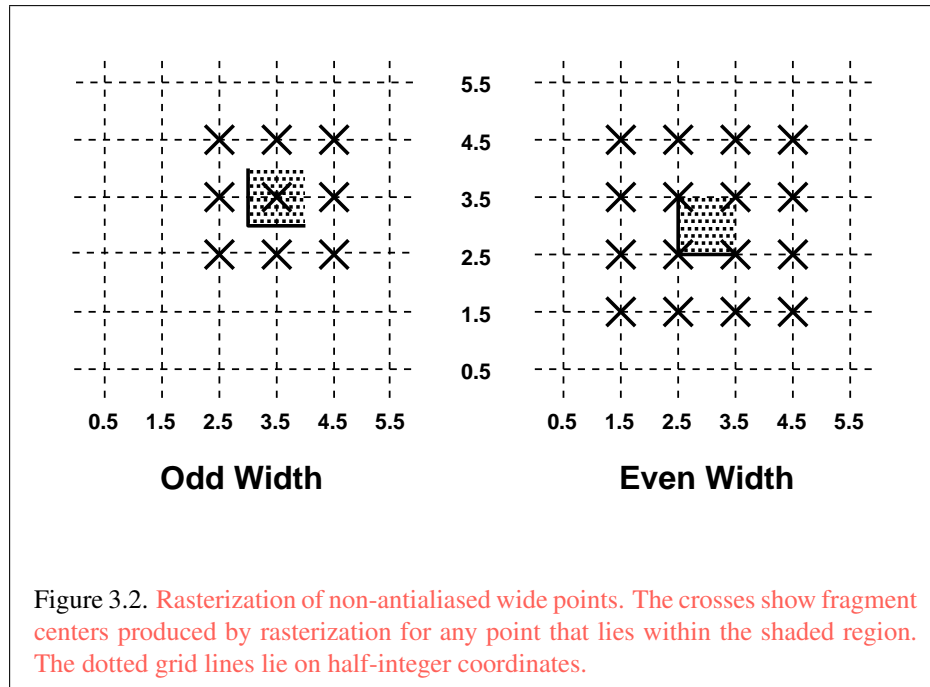 5.5
4.5
3.5
2.5
1.5
0.5
0.5 1.5 2.5 3.5 4.5 5.5 0.5 1.5 2.5 3.5 4.5 5.5
Odd Width Even Width
Figure 3.2. Rasterization of non-antialiased wide points. The crosses show fragment
centers produced by rasterization for any point that lies within the shaded region.
The dotted grid lines lie on half-integer coordinates.